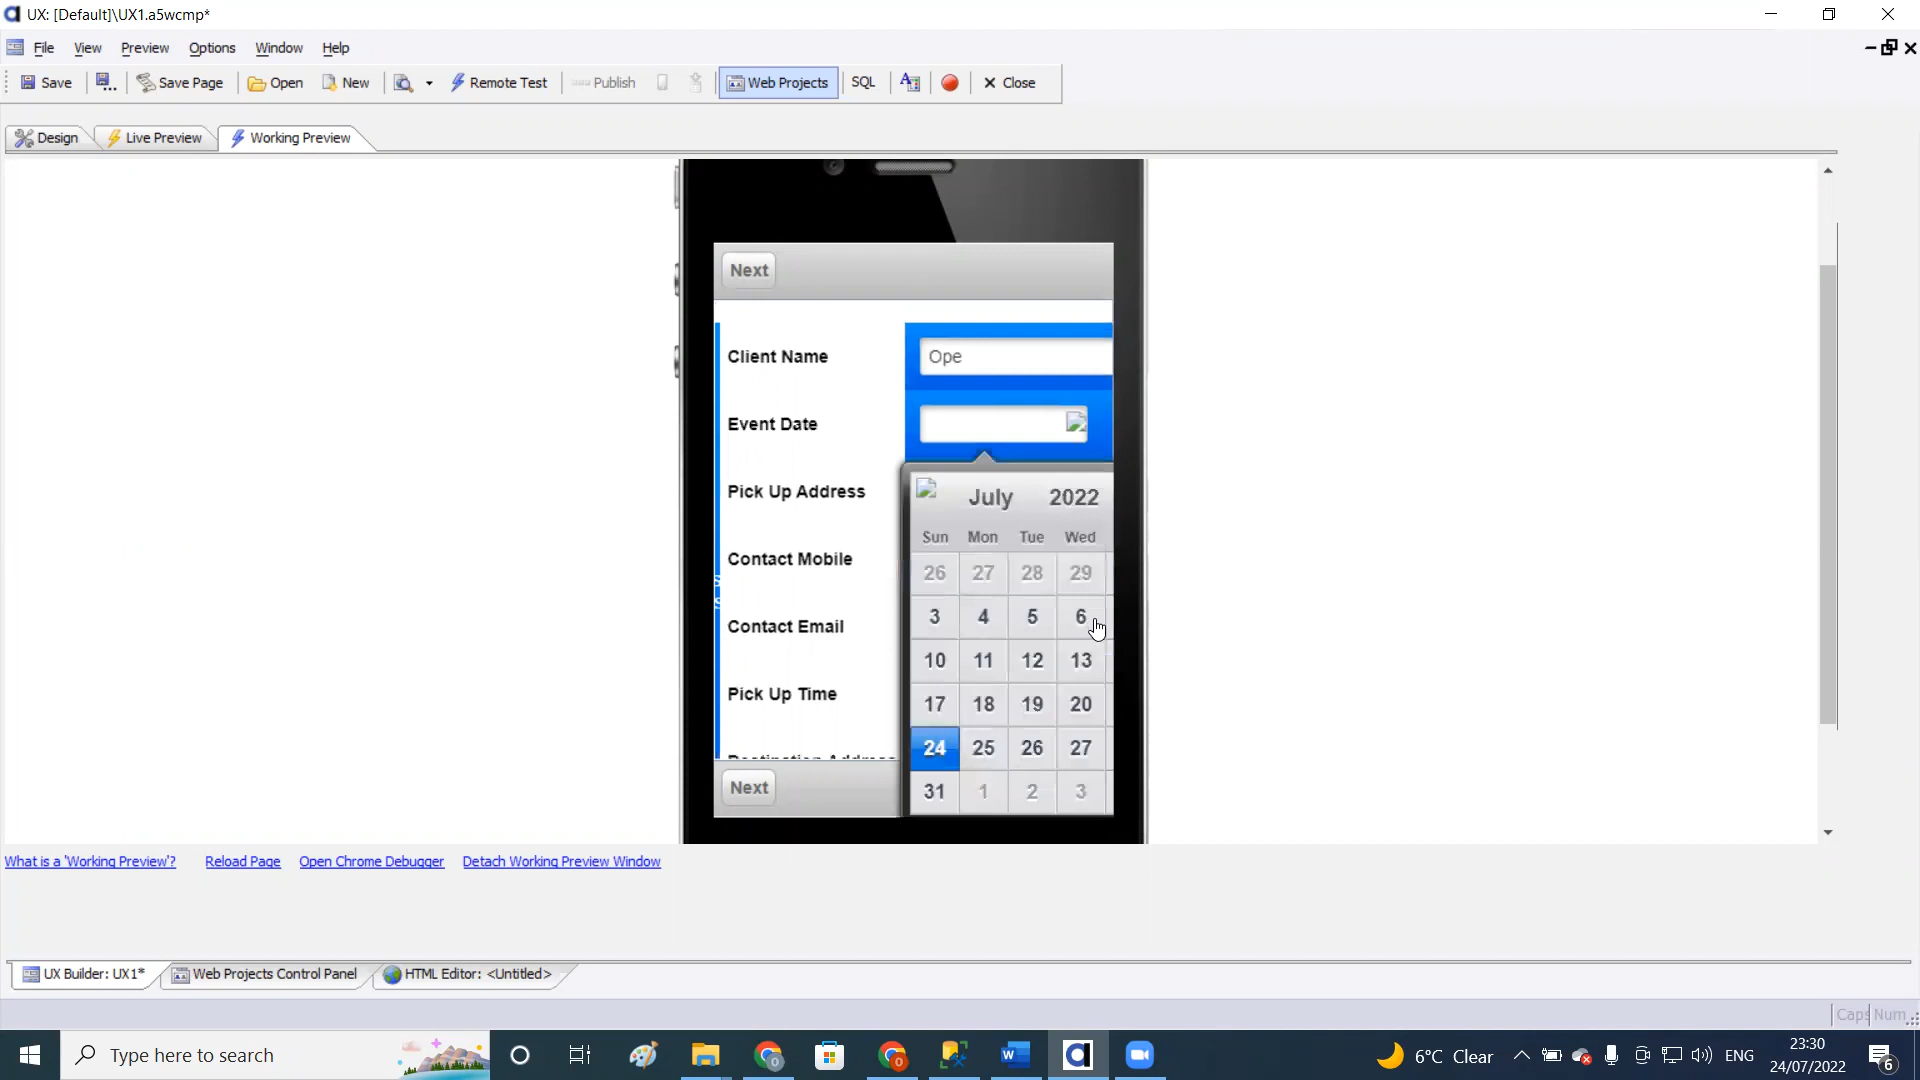 UX: [Default]\UX1.a5wcmp*
File View Preview Options Window Help
Save Save Page Open New Remote Test Publish Web Projects SQL Close
Design Live Preview Working Preview
Next
Client Name Ope
Event Date
Pick Up Address
July 2022
Sun Mon Tue Wed
26 27 28 29
Contact Mobile
3 4 5 6
Contact Email
10 11 12 13
Pick Up Time
17 18 19 20
24 25 26 27
Destination Address
31 1 2 3
Next
What is a 'Working Preview'? Reload Page Open Chrome Debugger Detach Working Preview Window
UX Builder: UX1* Web Projects Control Panel HTML Editor: <Untitled>
Caps Num
Type here to search
6°C Clear ENG 23:30
24/07/2022
6